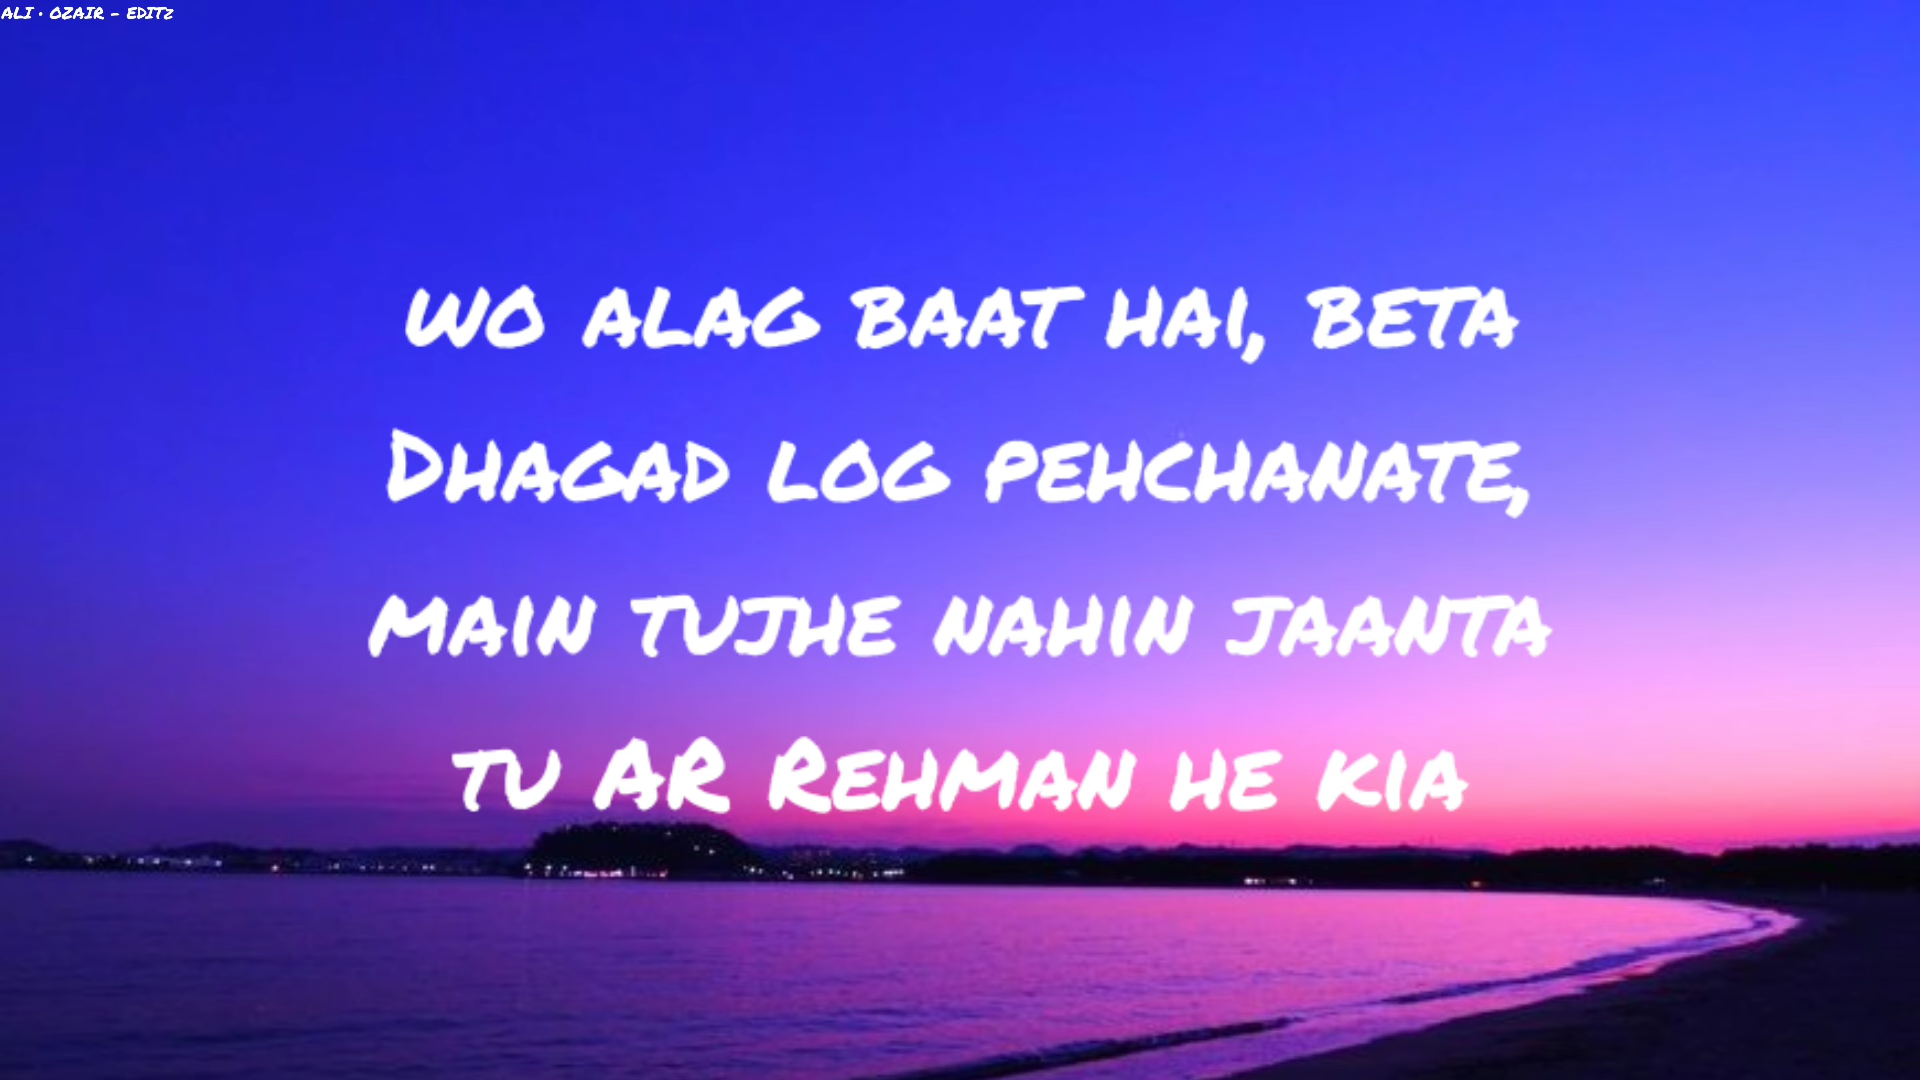 ALI • OZAIR - EDITz
wo alag baat hai, beta
Dhagad log pehchanate,
main tujhe nahin jaanta
tu AR Rehman he kia